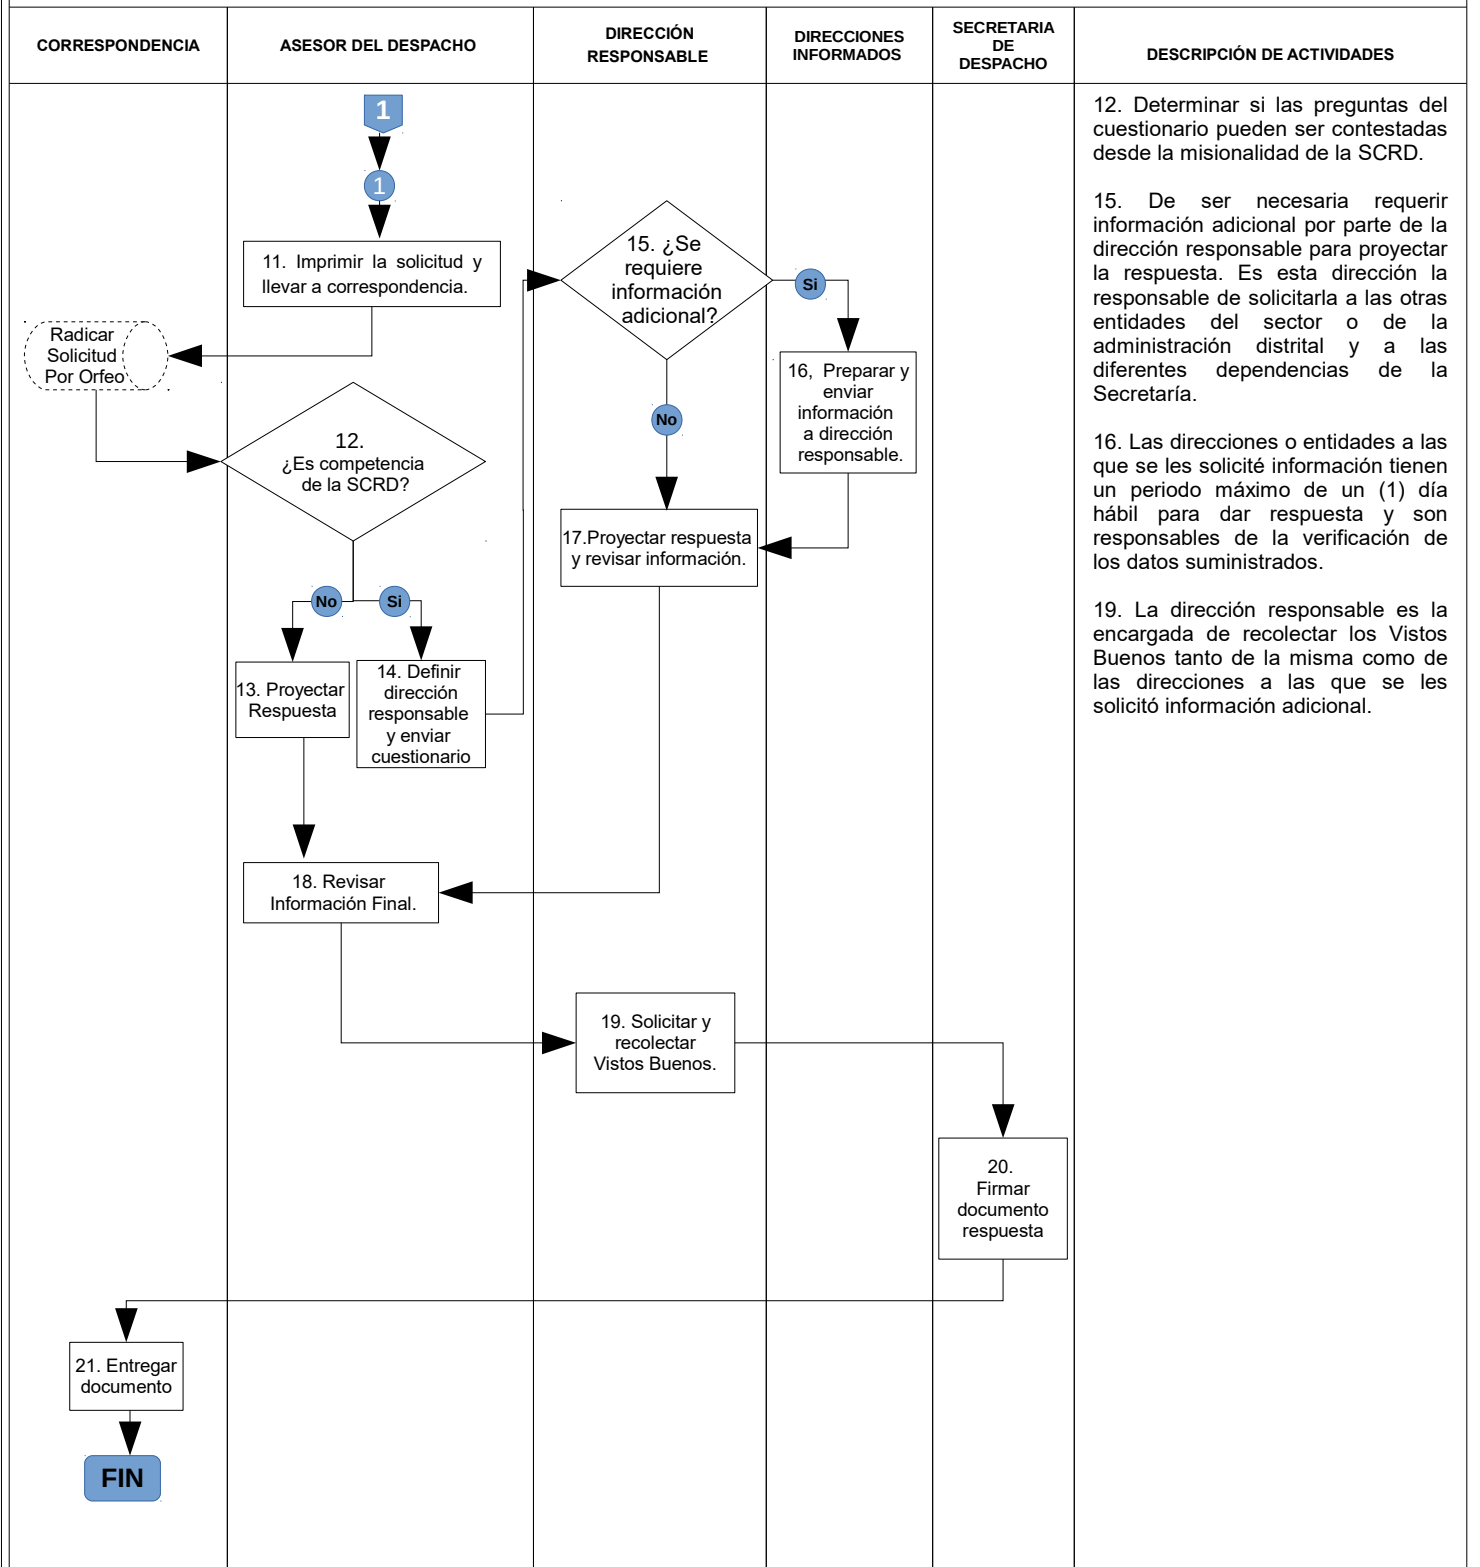 CORRESPONDENCIA
ASESOR DEL DESPACHO
DIRECCIÓN
RESPONSABLE
DIRECCIONES
INFORMADOS
SECRETARIA
DE
DESPACHO
DESCRIPCIÓN DE ACTIVIDADES
1
1
11. Imprimir la solicitud y
llevar a correspondencia.
Radicar
Solicitud
Por Orfeo
12.
¿Es competencia
de la SCRD?
No
Si
13. Proyectar
Respuesta
14. Definir
dirección
responsable
y enviar
cuestionario
15. ¿Se
requiere
información
adicional?
Si
No
16, Preparar y
enviar
información
a dirección
responsable.
17.Proyectar respuesta
y revisar información.
18. Revisar
Información Final.
19. Solicitar y
recolectar
Vistos Buenos.
20.
Firmar
documento
respuesta
21. Entregar
documento
FIN
12. Determinar si las preguntas del
cuestionario pueden ser contestadas
desde la misionalidad de la SCRD.
15. De ser necesaria requerir
información adicional por parte de la
dirección responsable para proyectar
la respuesta. Es esta dirección la
responsable de solicitarla a las otras
entidades del sector o de la
administración distrital y a las
diferentes dependencias de la
Secretaría.
16. Las direcciones o entidades a las
que se les solicité información tienen
un periodo máximo de un (1) día
hábil para dar respuesta y son
responsables de la verificación de
los datos suministrados.
19. La dirección responsable es la
encargada de recolectar los Vistos
Buenos tanto de la misma como de
las direcciones a las que se les
solicitó información adicional.